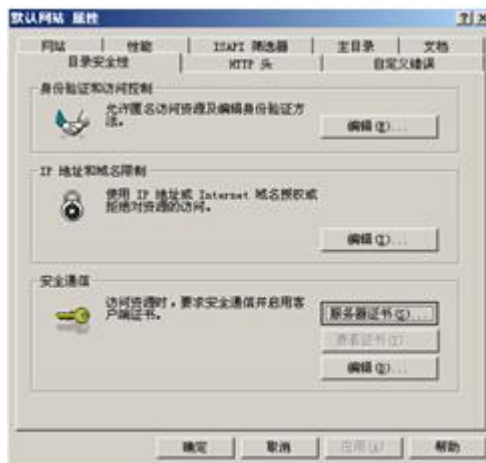 默认网站 属性
网站 性能 ISAPI 筛选器 主目录 文档
目录安全性 HTTP 头 自定义错误
身份验证和访问控制
允许匿名访问资源及编辑身份验证方
法。
编辑(E)...
IP 地址和域名限制
使用 IP 地址或 Internet 域名授权或
拒绝对资源的访问。
编辑(I)...
安全通信
访问资源时，要求安全通信并启用客
户端证书。
服务器证书(S)...
查看证书(V)...
编辑(D)...
确定 取消 应用(A) 帮助